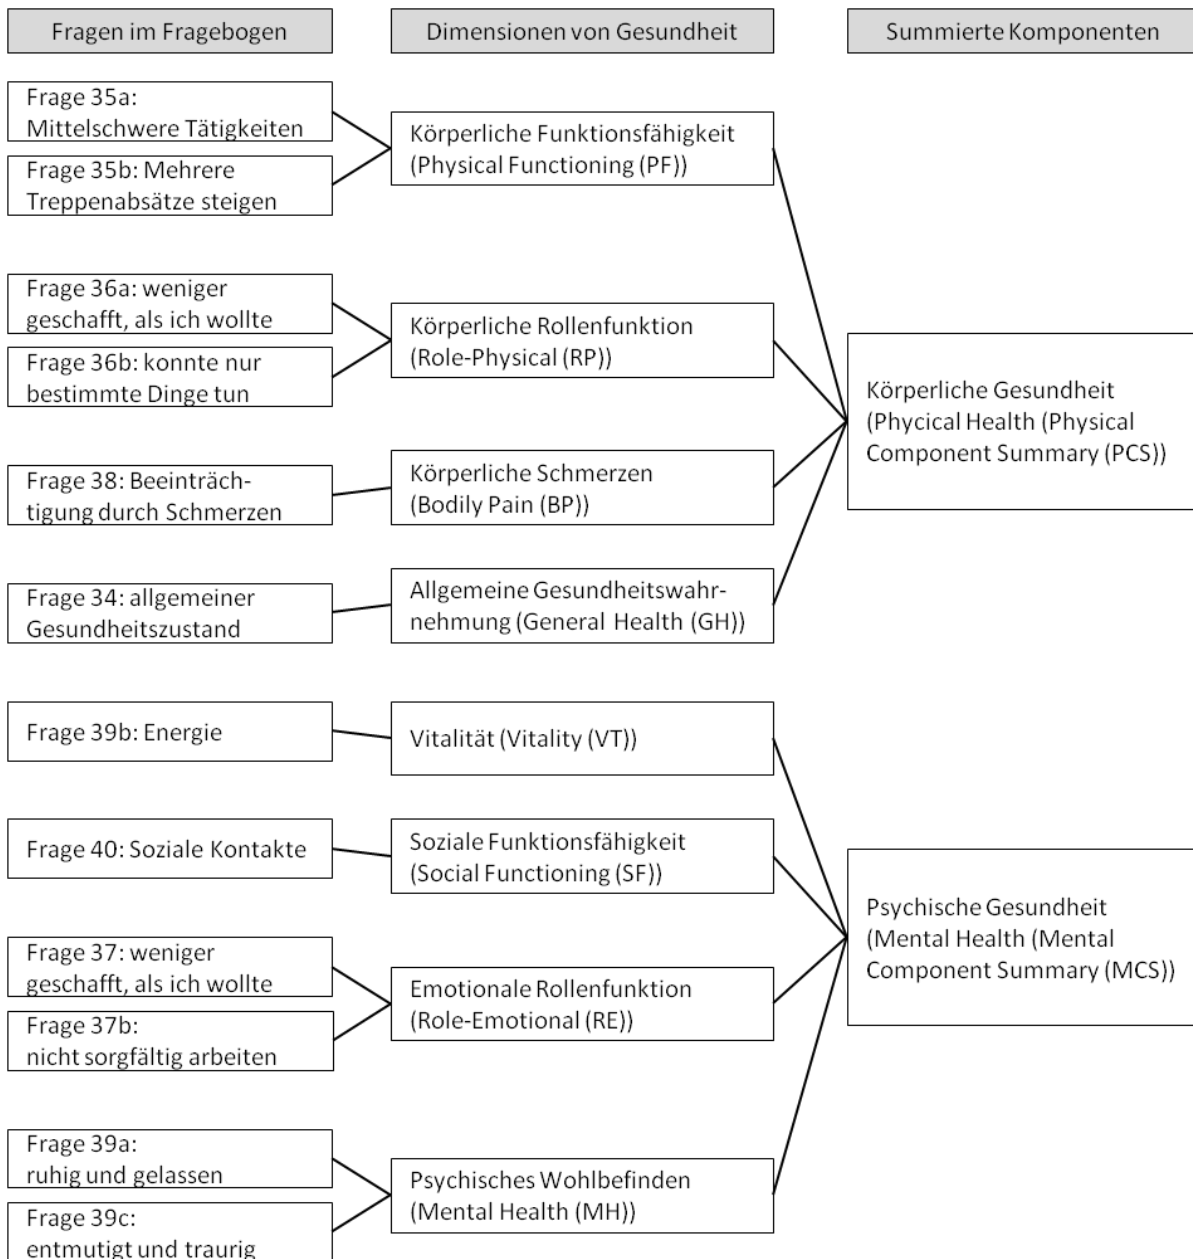 Fragen im Fragebogen
Dimensionen von Gesundheit
Summierte Komponenten
Frage 35a:
Mittelschwere Tätigkeiten
Frage 35b: Mehrere
Treppenabsätze steigen
Körperliche Funktionsfähigkeit
(Physical Functioning (PF))
Frage 36a: weniger
geschafft, als ich wollte
Frage 36b: konnte nur
bestimmte Dinge tun
Körperliche Rollenfunktion
(Role-Physical (RP))
Frage 38: Beeinträch-
tigung durch Schmerzen
Körperliche Schmerzen
(Bodily Pain (BP))
Frage 34: allgemeiner
Gesundheitszustand
Allgemeine Gesundheitswahr-
nehmung (General Health (GH))
Körperliche Gesundheit
(Phycical Health (Physical
Component Summary (PCS))
Frage 39b: Energie
Vitalität (Vitality (VT))
Frage 40: Soziale Kontakte
Soziale Funktionsfähigkeit
(Social Functioning (SF))
Frage 37: weniger
geschafft, als ich wollte
Frage 37b:
nicht sorgfältig arbeiten
Emotionale Rollenfunktion
(Role-Emotional (RE))
Frage 39a:
ruhig und gelassen
Frage 39c:
entmutigt und traurig
Psychisches Wohlbefinden
(Mental Health (MH))
Psychische Gesundheit
(Mental Health (Mental
Component Summary (MCS))